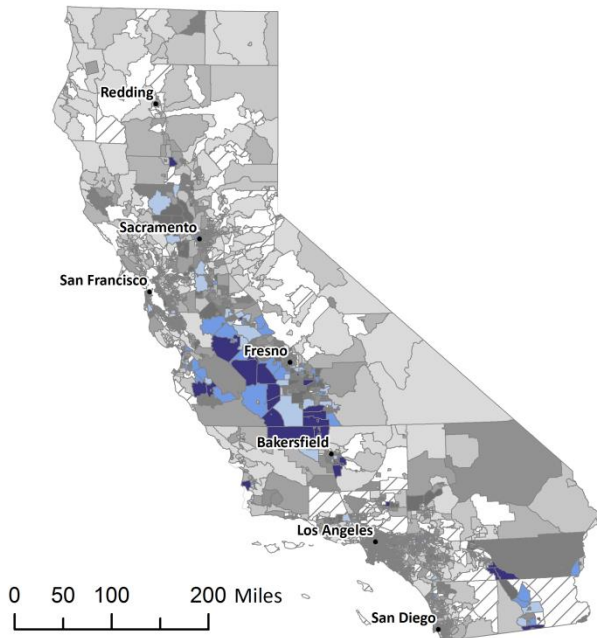 Redding
Sacramento
San Francisco
Fresno
Bakersfield
Los Angeles
San Diego
0 50 100 200 Miles